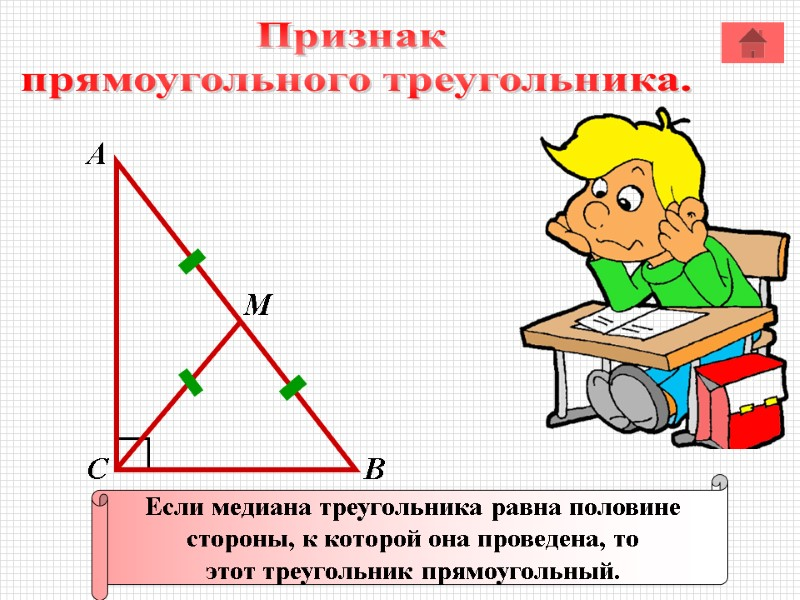 Признак
прямоугольного треугольника.
A
M
C
B
Если медиана треугольника равна половине
стороны, к которой она проведена, то
этот треугольник прямоугольный.